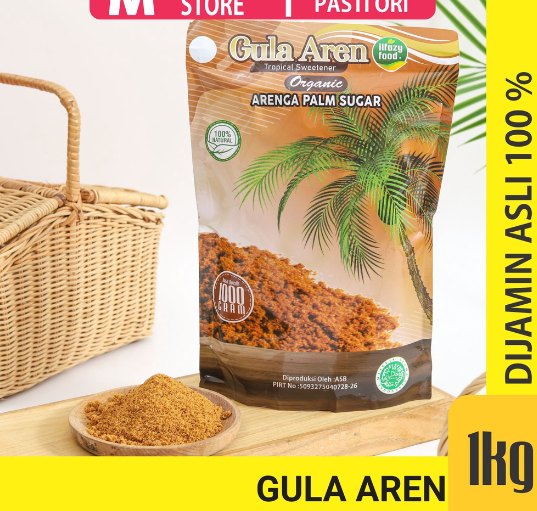 STORE
PASTI ORI
Gula Aren
Tropical Sweetener
Organic
ARENGA PALM SUGAR
ilfazy
food
100%
NATURAL
1000
GRAM
Diproduksi Oleh :ASB
PIRT No :5093275040728-26
DIJAMIN ASLI 100 %
GULA AREN
1kg